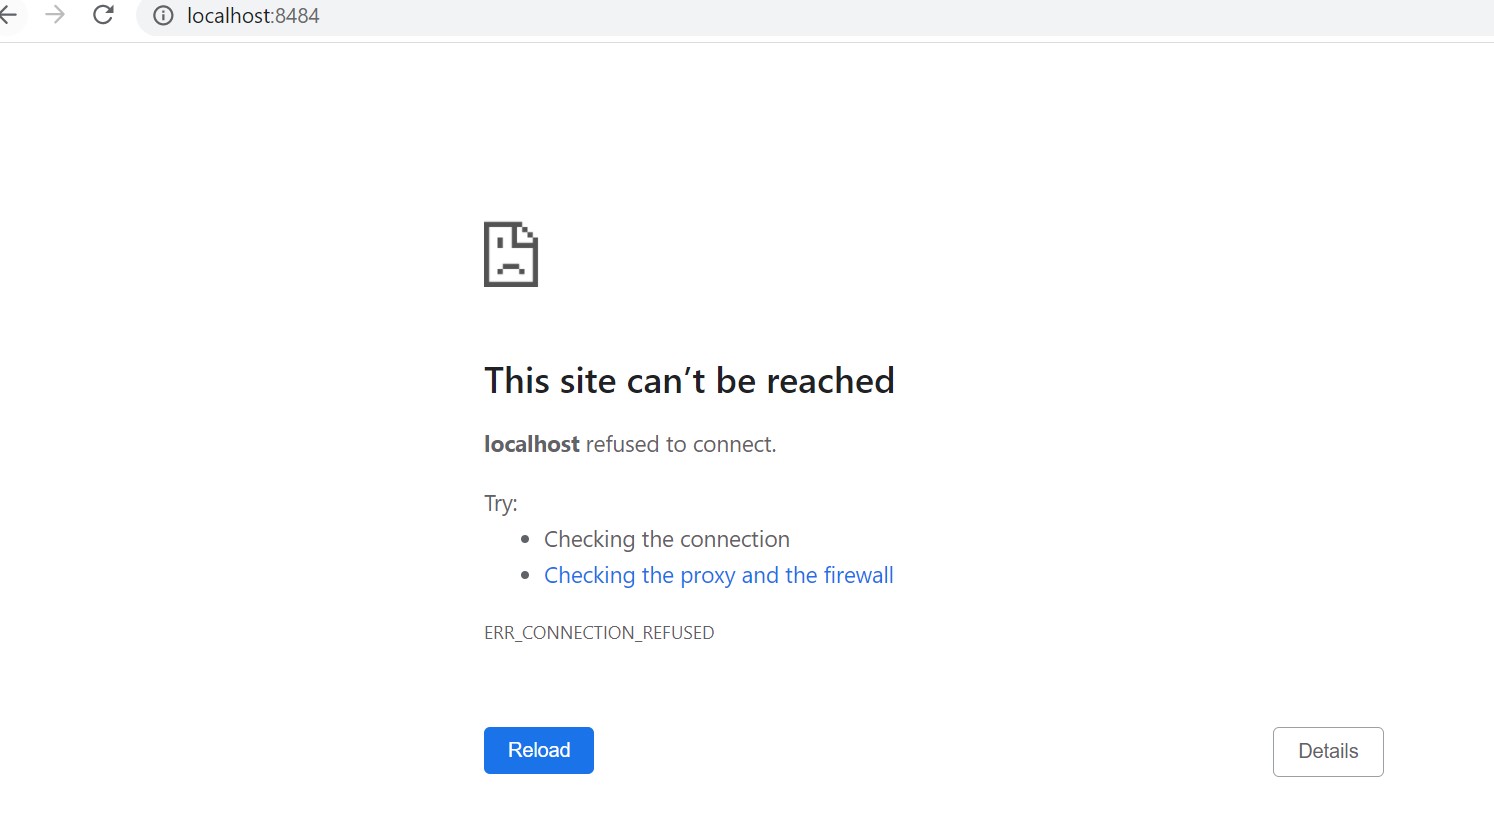 localhost:8484
This site can’t be reached
localhost refused to connect.
Try:
Checking the connection
Checking the proxy and the firewall
ERR_CONNECTION_REFUSED
Reload
Details